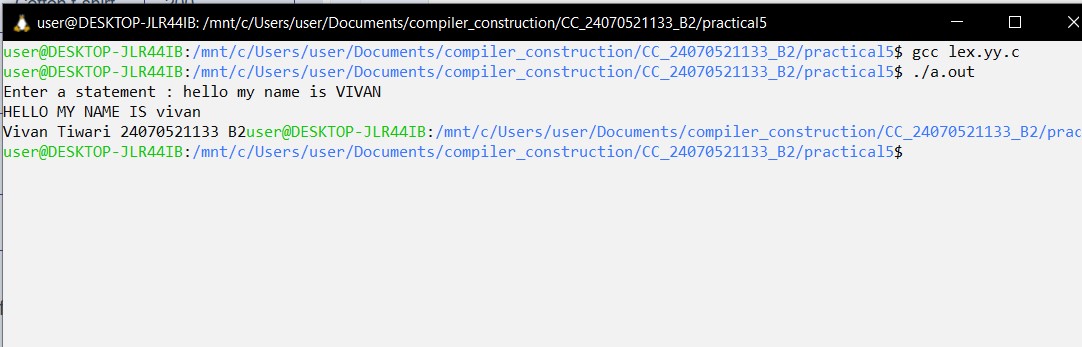 Cotton t-shirt 200
user@DESKTOP-JLR44IB: /mnt/c/Users/user/Documents/compiler_construction/CC_24070521133_B2/practical5
user@DESKTOP-JLR44IB:/mnt/c/Users/user/Documents/compiler_construction/CC_24070521133_B2/practical5$ gcc lex.yy.c
user@DESKTOP-JLR44IB:/mnt/c/Users/user/Documents/compiler_construction/CC_24070521133_B2/practical5$ ./a.out
Enter a statement : hello my name is VIVAN
HELLO MY NAME IS vivan
Vivan Tiwari 24070521133 B2user@DESKTOP-JLR44IB:/mnt/c/Users/user/Documents/compiler_construction/CC_24070521133_B2/prac
user@DESKTOP-JLR44IB:/mnt/c/Users/user/Documents/compiler_construction/CC_24070521133_B2/practical5$